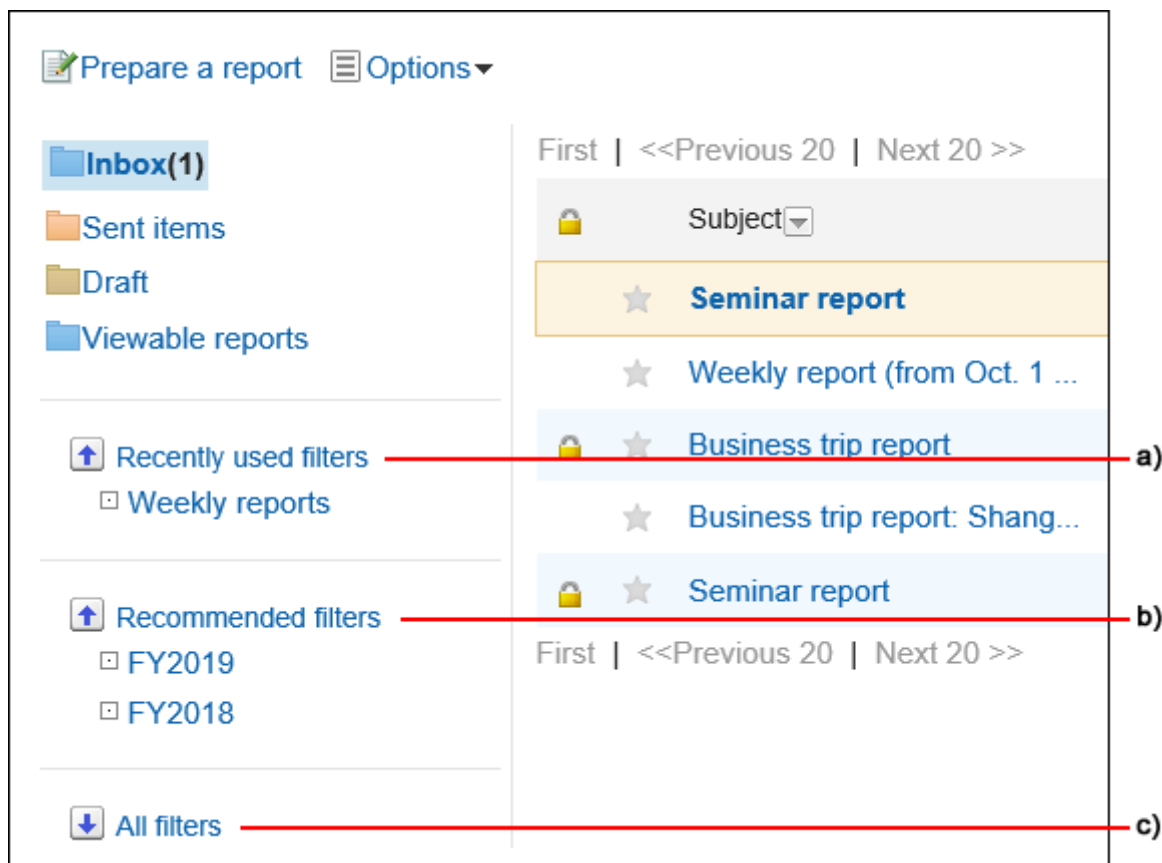 Prepare a report Options
Inbox(1)
Sent items
Draft
Viewable reports
Recently used filters
Weekly reports
Recommended filters
FY2019
FY2018
All filters
First | <<Previous 20 | Next 20 >>
Subject
Seminar report
Weekly report (from Oct. 1 ...
Business trip report
Business trip report: Shang...
Seminar report
First | <<Previous 20 | Next 20 >>
a)
b)
c)